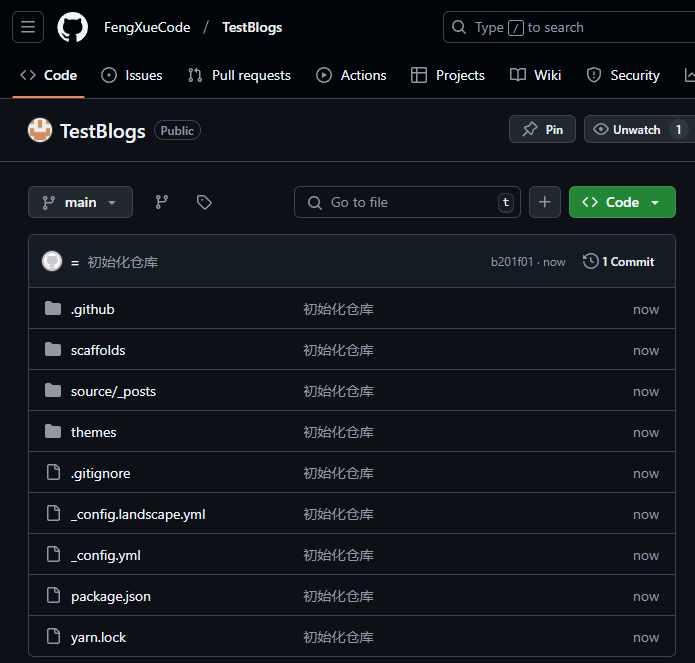 FengXueCode / TestBlogs Type / to search
Code Issues Pull requests Actions Projects Wiki Security
TestBlogs Public Pin Unwatch 1
main Go to file t + Code
= 初始化仓库 b201f01 · now 1 Commit
.github 初始化仓库 now
scaffolds 初始化仓库 now
source/_posts 初始化仓库 now
themes 初始化仓库 now
.gitignore 初始化仓库 now
_config.landscape.yml 初始化仓库 now
_config.yml 初始化仓库 now
package.json 初始化仓库 now
yarn.lock 初始化仓库 now